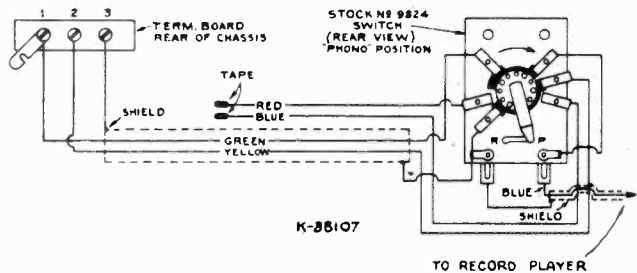 1 2 3
TERM. BOARD
REAR OF CHASSIS
STOCK Nº 9824
SWITCH
(REAR VIEW)
"PHONO" POSITION
TAPE
RED
BLUE
SHIELD
GREEN
YELLOW
R P
BLUE
SHIELD
K-88107
TO RECORD PLAYER